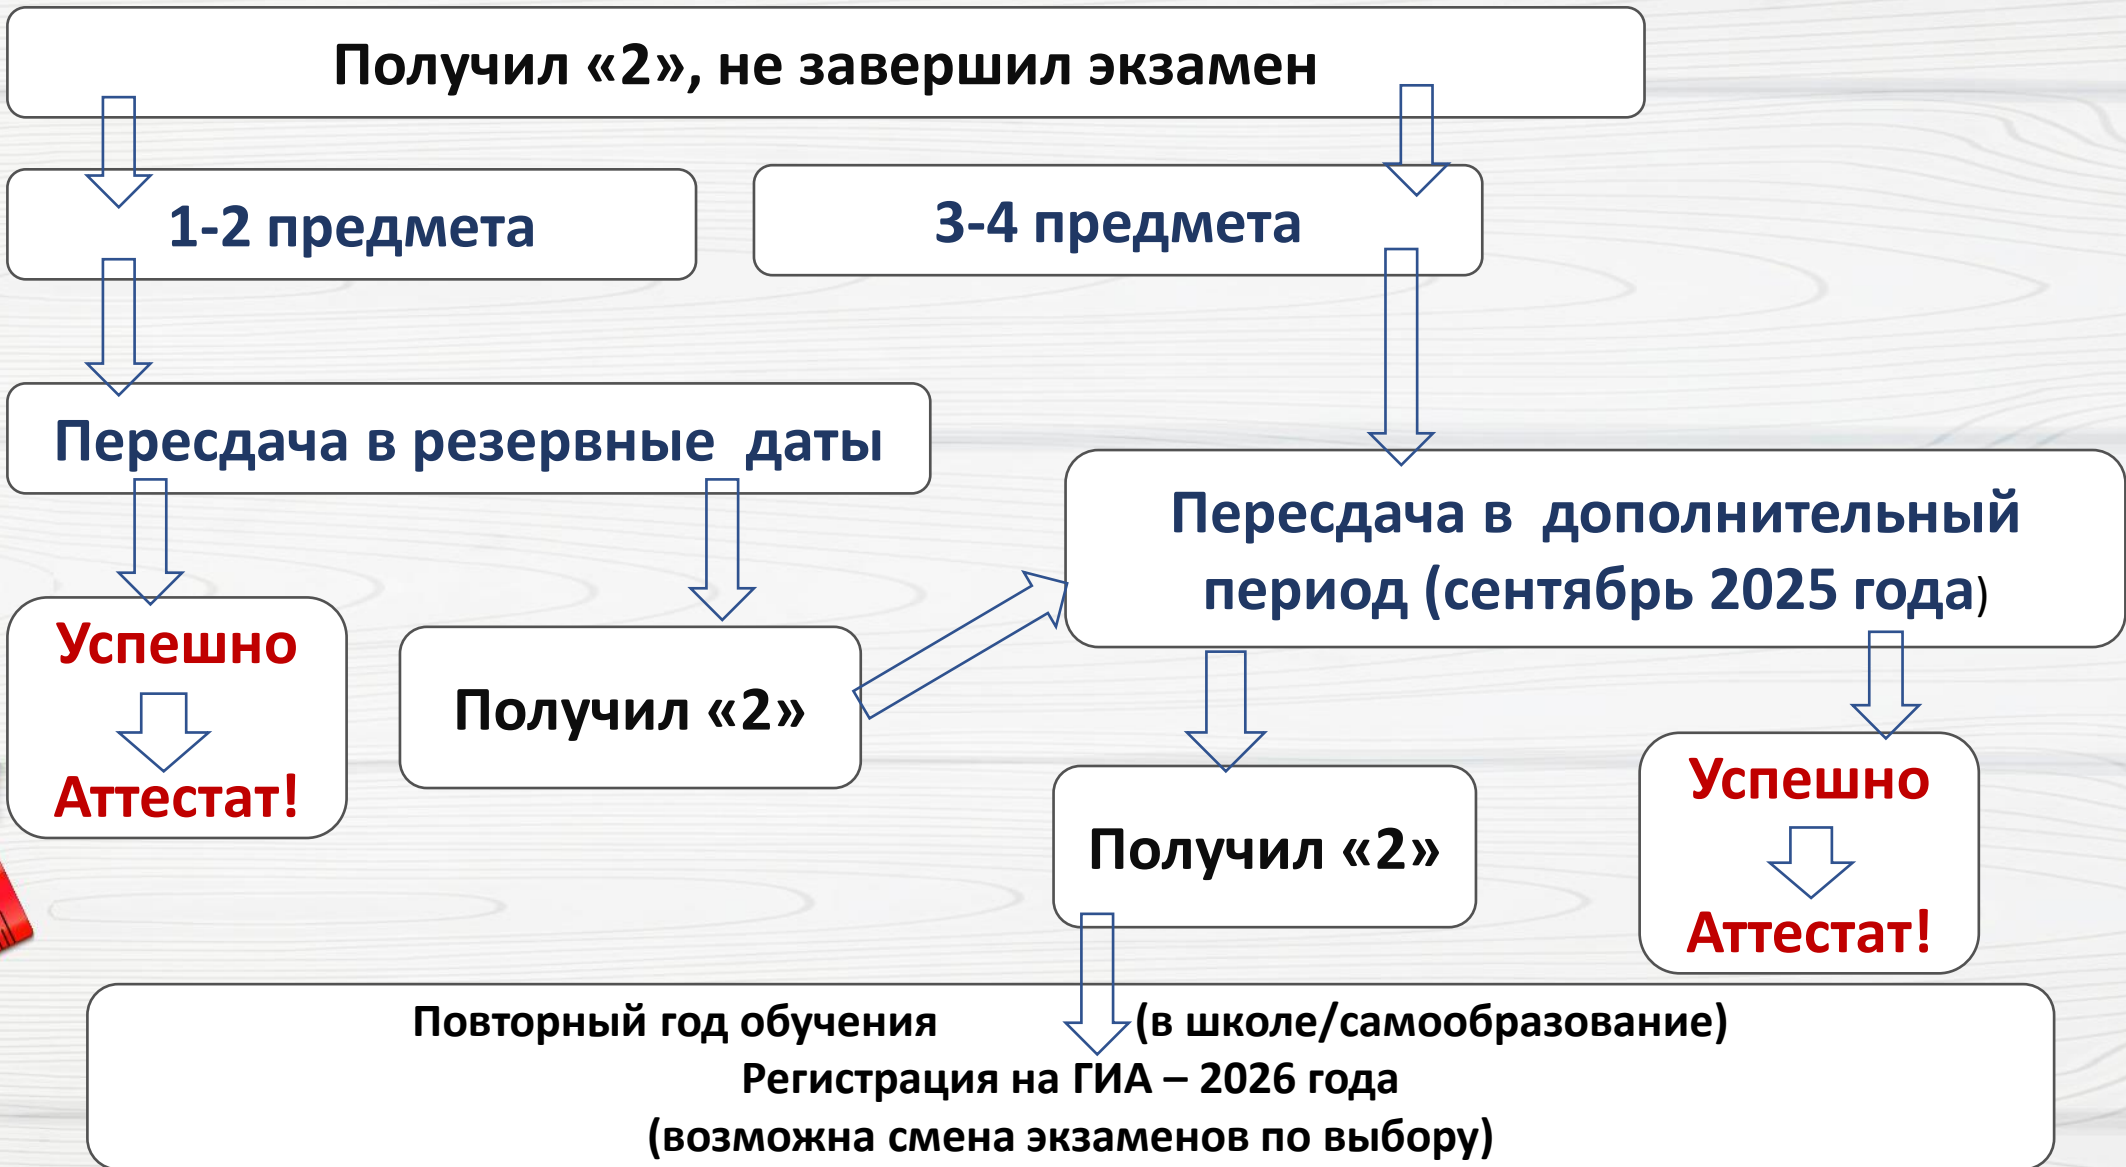 Получил «2», не завершил экзамен
1-2 предмета
3-4 предмета
Пересдача в резервные даты
Пересдача в дополнительный
период (сентябрь 2025 года)
Успешно
Аттестат!
Получил «2»
Получил «2»
Успешно
Аттестат!
Повторный год обучения (в школе/самообразование)
Регистрация на ГИА – 2026 года
(возможна смена экзаменов по выбору)